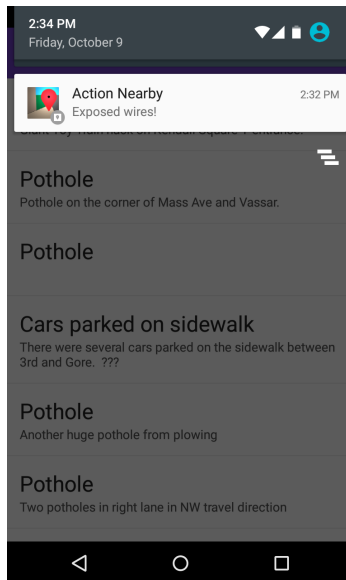 2:34 PM
Friday, October 9
Action Nearby
2:32 PM
Exposed wires!
Pothole
Pothole on the corner of Mass Ave and Vassar.
Pothole
Cars parked on sidewalk
There were several cars parked on the sidewalk between
3rd and Gore.  ???
Pothole
Another huge pothole from plowing
Pothole
Two potholes in right lane in NW travel direction